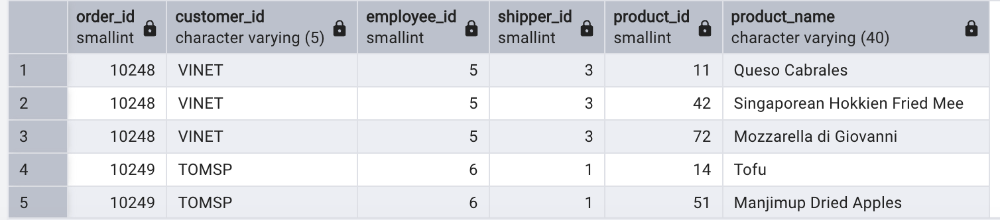 order_id customer_id employee_id shipper_id product_id product_name
smallint character varying (5) smallint smallint smallint character varying (40)
1 10248 VINET 5 3 11 Queso Cabrales
2 10248 VINET 5 3 42 Singaporean Hokkien Fried Mee
3 10248 VINET 5 3 72 Mozzarella di Giovanni
4 10249 TOMSP 6 1 14 Tofu
5 10249 TOMSP 6 1 51 Manjimup Dried Apples